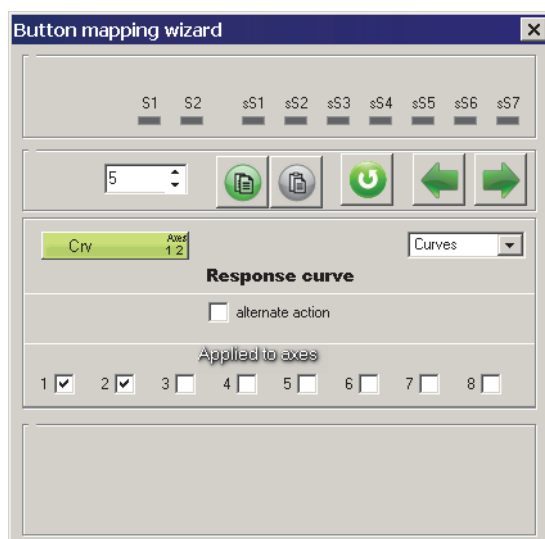 Button mapping wizard
S1 S2 sS1 sS2 sS3 sS4 sS5 sS6 sS7
5
Crv Axes 1 2 Curves
Response curve
alternate action
Applied to axes
1 2 3 4 5 6 7 8